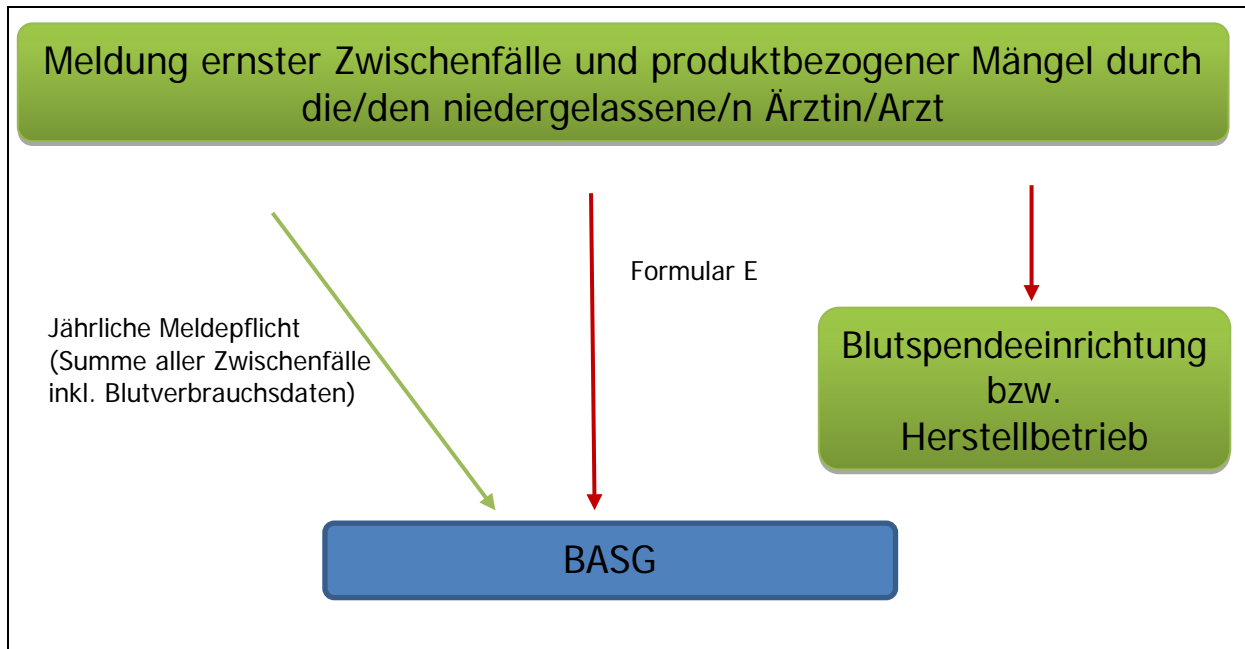 Meldung ernster Zwischenfälle und produktbezogener Mängel durch
die/den niedergelassene/n Ärztin/Arzt
Formular E
Jährliche Meldepflicht
(Summe aller Zwischenfälle
inkl. Blutverbrauchsdaten)
Blutspendeeinrichtung
bzw.
Herstellbetrieb
BASG